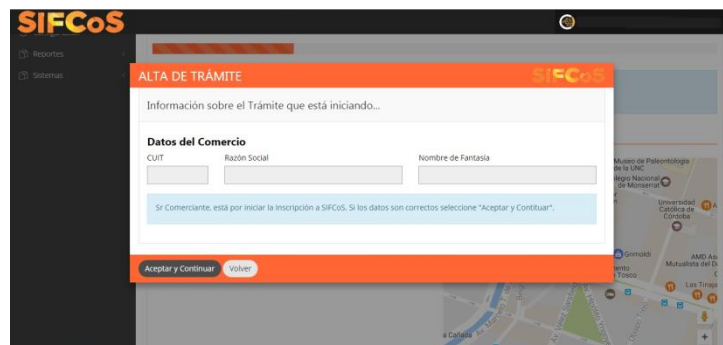 SIFCoS
Reportes
Sistemas
ALTA DE TRÁMITE
SIFCoS
Información sobre el Trámite que está iniciando...
Datos del Comercio
CUIT
Razón Social
Nombre de Fantasia
Sr Comerciante, está por iniciar la Inscripción a SIFCoS. Si los datos son correctos seleccione "Aceptar y Contituar".
Aceptar y Continuar
Volver
Museo de Paleontología
de la UNC
Colegio Nacional
de Monserrat
Universidad
Católica de
Córdoba
Grimoldi
AMD
Mutualista del
Tosco
Las Tinajas
a Cañada